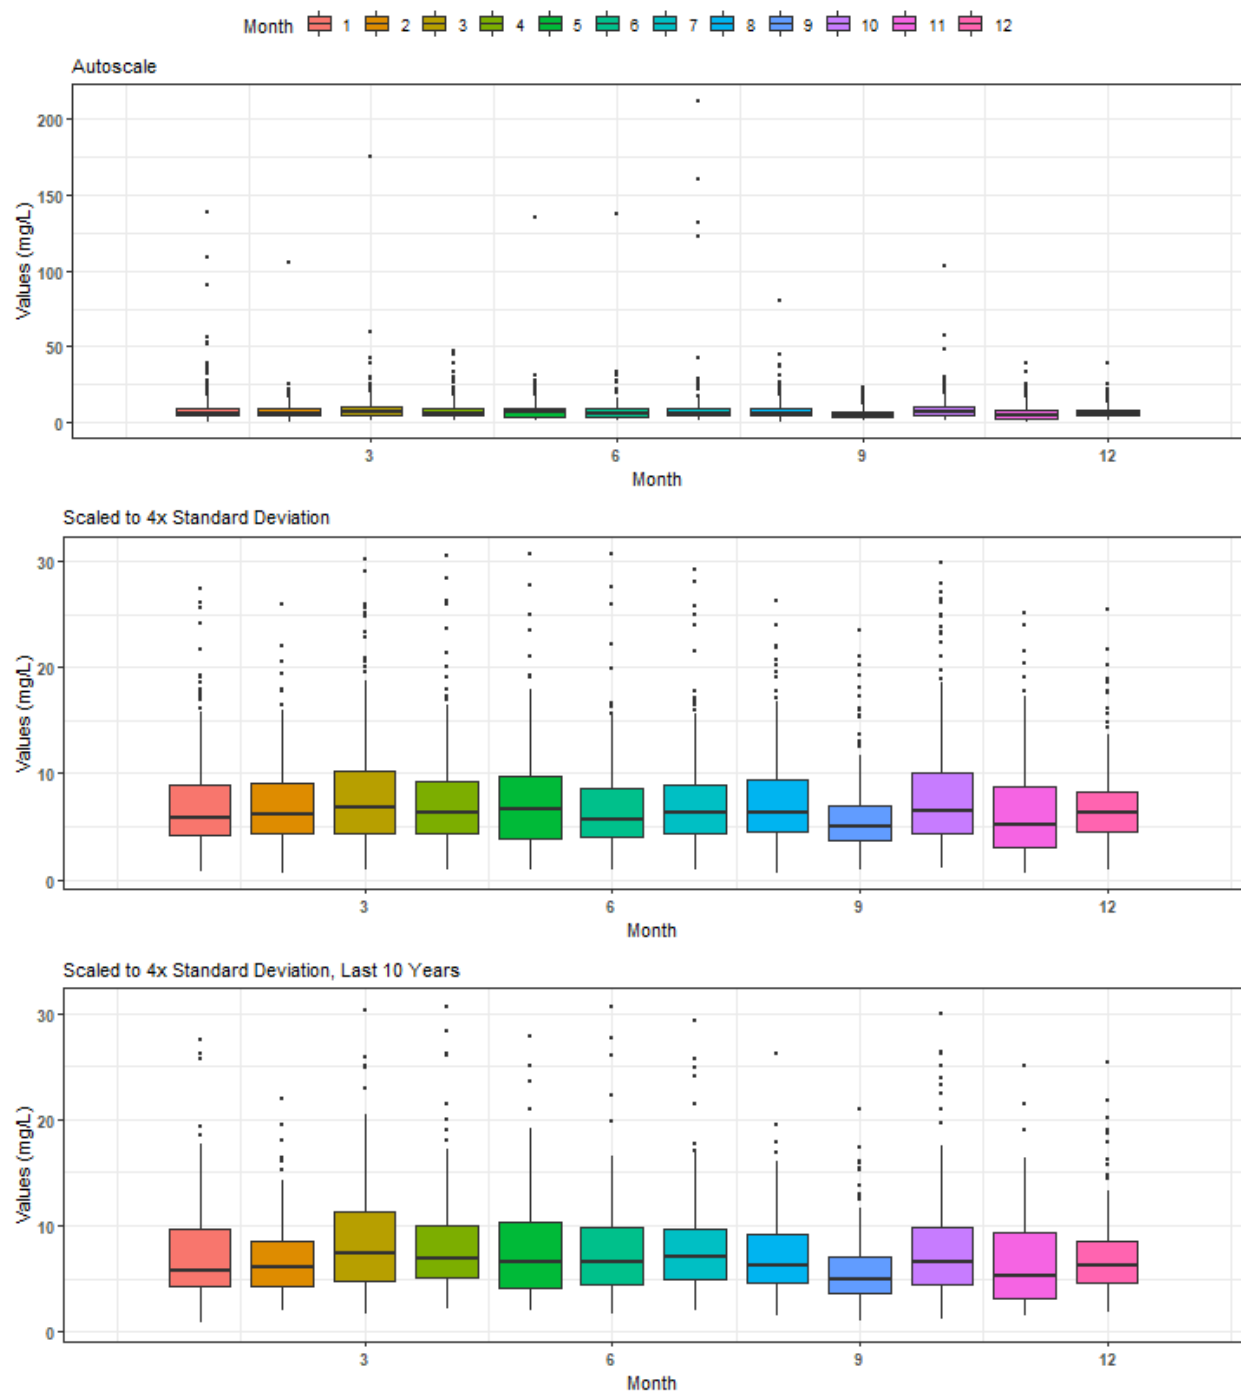 Month 1 2 3 4 5 6 7 8 9 10 11 12
Autoscale
Values (mg/L)
200
150
100
50
0
3 6 9 12
Month
Scaled to 4x Standard Deviation
Values (mg/L)
30
20
10
0
3 6 9 12
Month
Scaled to 4x Standard Deviation, Last 10 Years
Values (mg/L)
30
20
10
0
3 6 9 12
Month